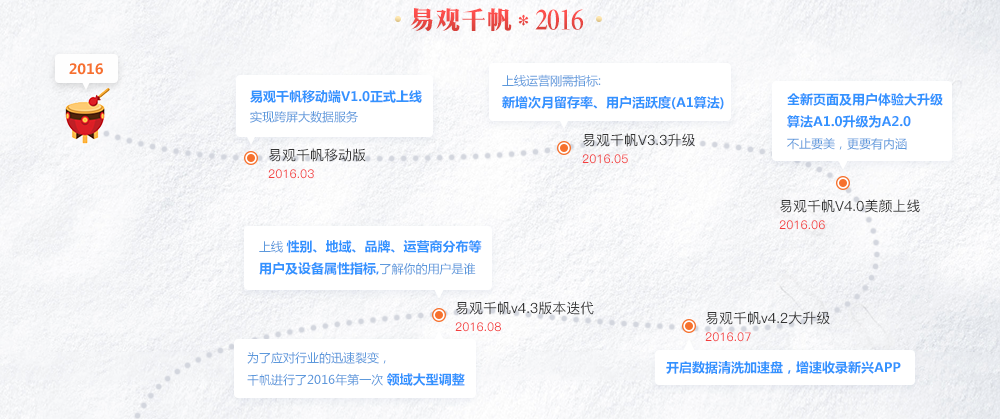 易观千帆*2016
2016
易观千帆移动端V1.0正式上线
实现跨屏大数据服务
易观千帆移动版
2016.03
上线运营刚需指标:
新增次月留存率、用户活跃度(A1算法)
易观千帆V3.3升级
2016.05
全新页面及用户体验大升级
算法A1.0升级为A2.0
不止要美，更要有内涵
易观千帆V4.0美颜上线
2016.06
易观千帆v4.2大升级
2016.07
开启数据清洗加速盘，增速收录新兴APP
上线 性别、地域、品牌、运营商分布等
用户及设备属性指标,了解你的用户是谁
易观千帆v4.3版本迭代
2016.08
为了应对行业的迅速裂变，
千帆进行了2016年第一次 领域大型调整